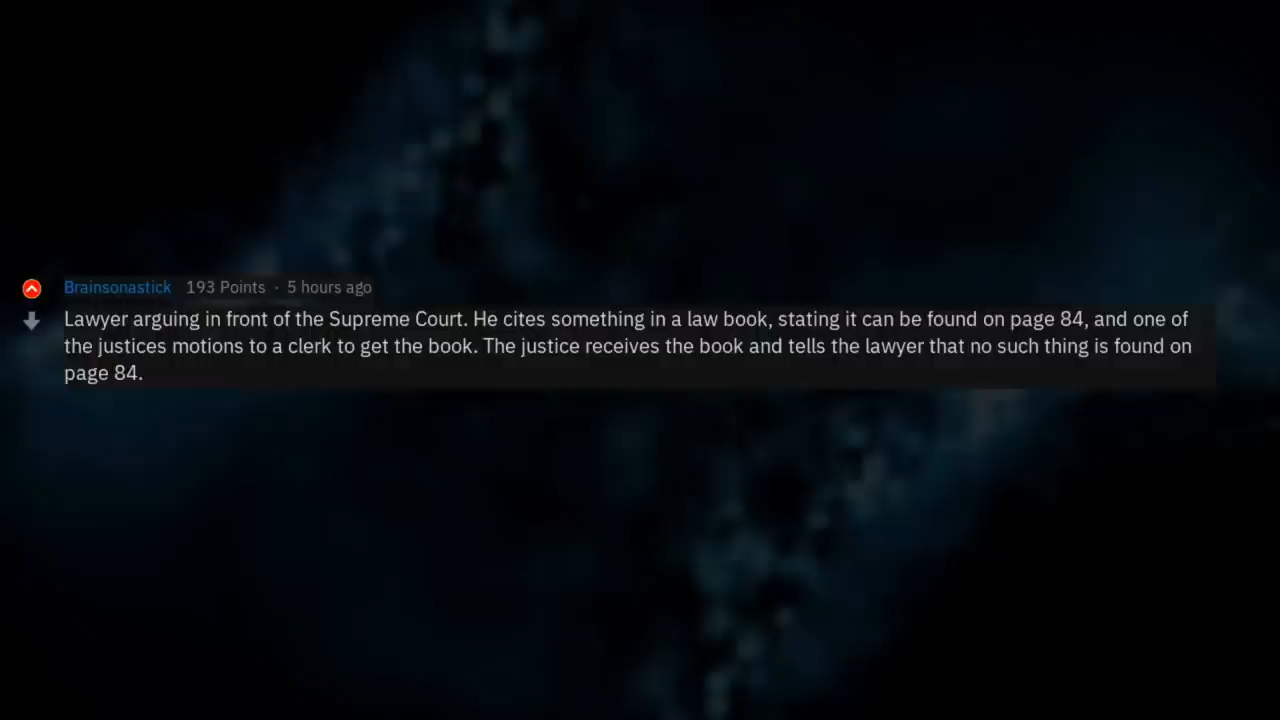 Brainsonastick 193 Points · 5 hours ago
Lawyer arguing in front of the Supreme Court. He cites something in a law book, stating it can be found on page 84, and one of
the justices motions to a clerk to get the book. The justice receives the book and tells the lawyer that no such thing is found on
page 84.